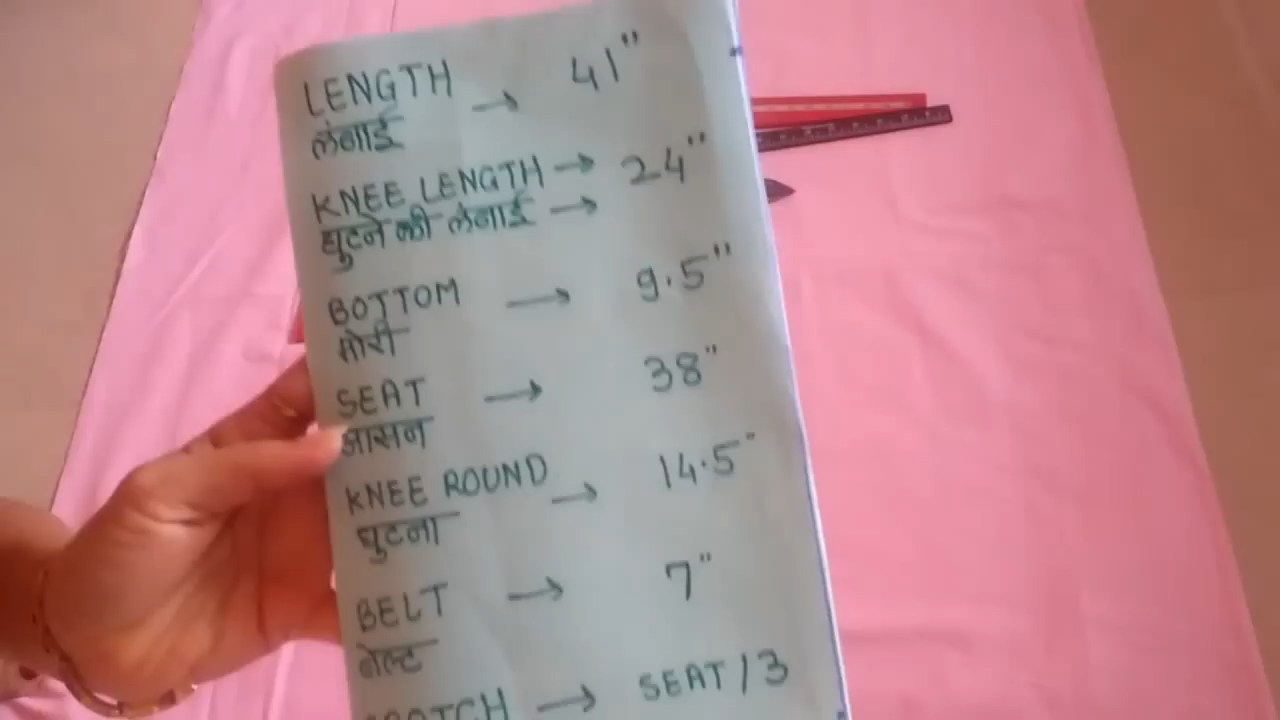 LENGTH → 41"
लंबाई
KNEE LENGTH → 24"
घुटने की लंबाई →
BOTTOM → 9.5"
मोरी
SEAT → 38"
आसन
KNEE ROUND → 14.5"
घुटना
BELT → 7"
बेल्ट
→ SEAT/3